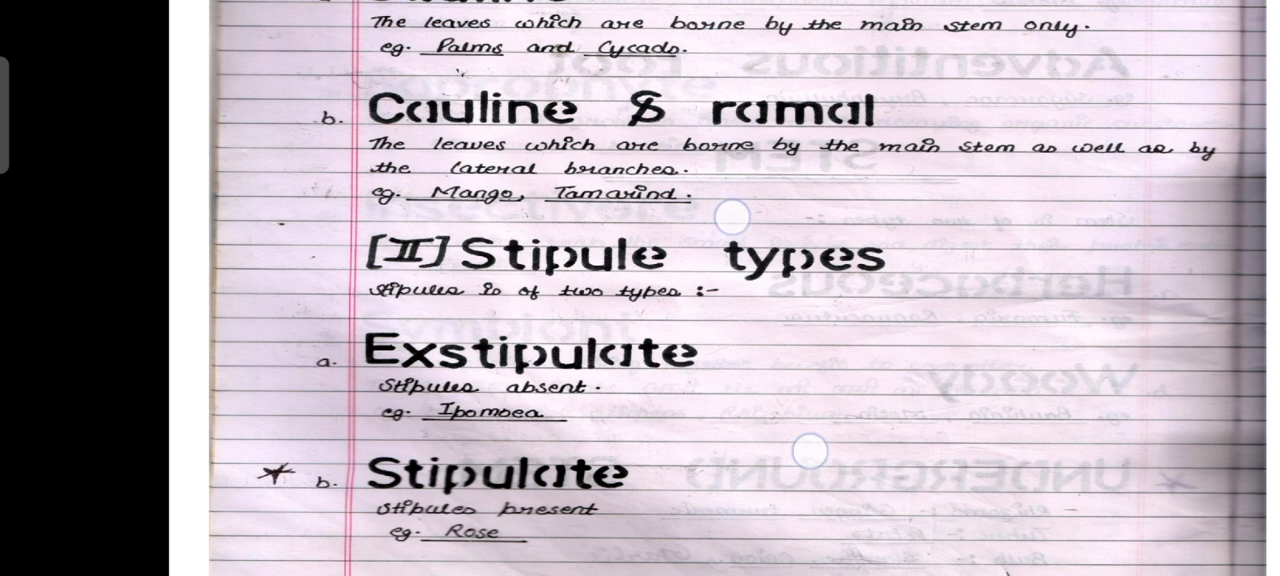 The leaves which are borne by the main stem only.
eg. Palms and Cycads.
b. Cauline & ramal
The leaves which are borne by the main stem as well as by
the lateral branches.
eg. Mango, Tamarind.
[II] Stipule types
Stipules is of two types :-
a. Exstipulate
Stipules absent.
eg. Ipomoea
b. Stipulate
Stipules present
eg. Rose